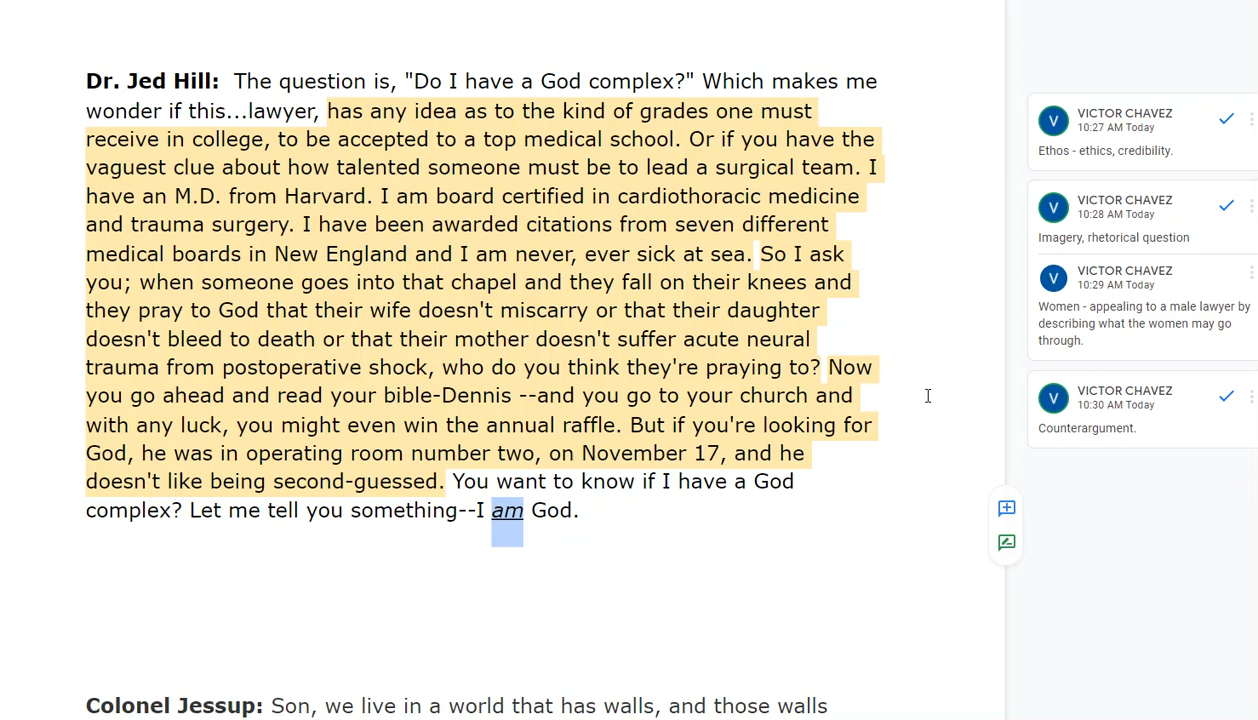 Dr. Jed Hill: The question is, "Do I have a God complex?" Which makes me
wonder if this...lawyer, has any idea as to the kind of grades one must
receive in college, to be accepted to a top medical school. Or if you have the
vaguest clue about how talented someone must be to lead a surgical team. I
have an M.D. from Harvard. I am board certified in cardiothoracic medicine
and trauma surgery. I have been awarded citations from seven different
medical boards in New England and I am never, ever sick at sea. So I ask
you; when someone goes into that chapel and they fall on their knees and
they pray to God that their wife doesn't miscarry or that their daughter
doesn't bleed to death or that their mother doesn't suffer acute neural
trauma from postoperative shock, who do you think they're praying to? Now
you go ahead and read your bible-Dennis --and you go to your church and
with any luck, you might even win the annual raffle. But if you're looking for
God, he was in operating room number two, on November 17, and he
doesn't like being second-guessed. You want to know if I have a God
complex? Let me tell you something--I am God.
Colonel Jessup: Son, we live in a world that has walls, and those walls
V
VICTOR CHAVEZ
10:27 AM Today
Ethos - ethics, credibility.
V
VICTOR CHAVEZ
10:28 AM Today
Imagery, rhetorical question
V
VICTOR CHAVEZ
10:29 AM Today
Women - appealing to a male lawyer by
describing what the women may go
through.
V
VICTOR CHAVEZ
10:30 AM Today
Counterargument.